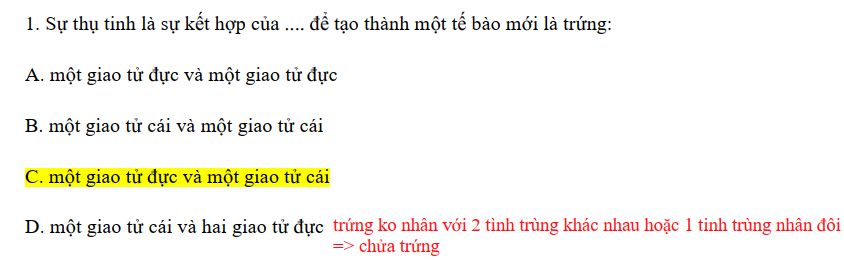 1. Sự thụ tinh là sự kết hợp của .... để tạo thành một tế bào mới là trứng:
A. một giao tử đực và một giao tử đực
B. một giao tử cái và một giao tử cái
C. một giao tử đực và một giao tử cái
D. một giao tử cái và hai giao tử đực trứng ko nhân với 2 tình trùng khác nhau hoặc 1 tinh trùng nhân đôi
=> chửa trứng